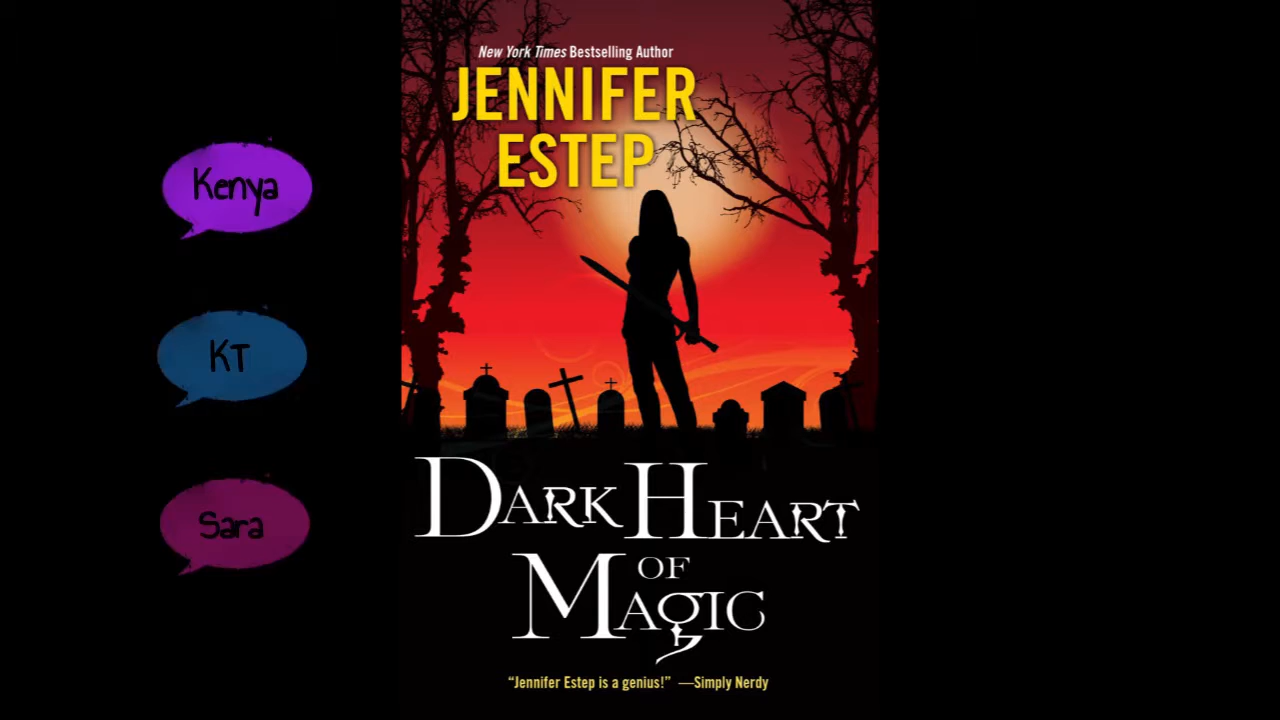 Kenya
KT
Sara
New York Times Bestselling Author
JENNIFER
ESTEP
DARK HEART
OF
MAGIC
“Jennifer Estep is a genius!” —Simply Nerdy